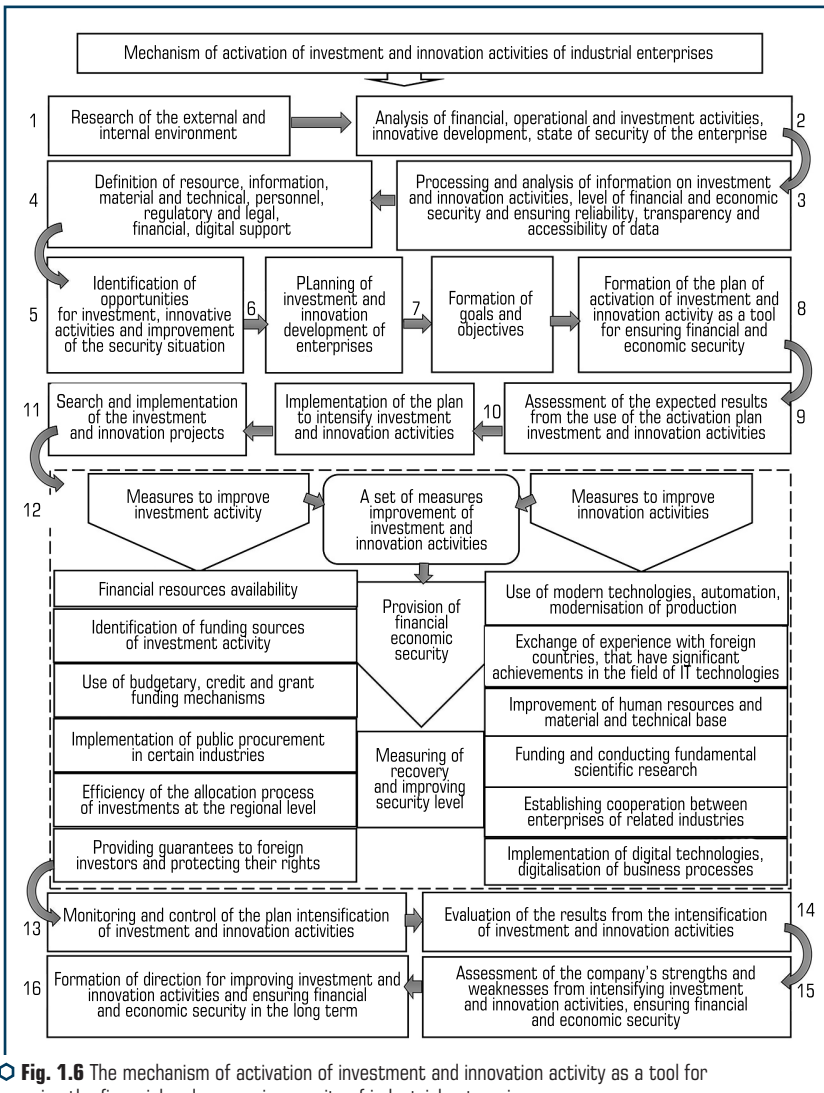 Mechanism of activation of investment and innovation activities of industrial enterprises
1
Research of the external and
internal environment
Analysis of financial, operational and investment activities,
innovative development, state of security of the enterprise
2
4
Definition of resource, information,
material and technical, personnel,
regulatory and legal,
financial, digital support
Processing and analysis of information on investment
and innovation activities, level of financial and economic
security and ensuring reliability, transparency and
accessibility of data
3
5
Identification of
opportunities
for investment, innovative
activities and improvement
of the security situation
6
PLanning of
investment and
innovation
development of
enterprises
7
Formation of
goals and
objectives
Formation of the plan of
activation of investment and
innovation activity as a tool
for ensuring financial and
economic security
8
11
Search and implementation
of the investment
and innovation projects
Implementation of the plan
to intensify investment
and innovation activities
10
Assessment of the expected results
from the use of the activation plan
investment and innovation activities
9
12
Measures to improve
investment activity
A set of measures
improvement of
investment and
innovation activities
Measures to improve
innovation activities
Financial resources availability
Identification of funding sources
of investment activity
Use of budgetary, credit and grant
funding mechanisms
Implementation of public procurement
in certain industries
Efficiency of the allocation process
of investments at the regional level
Providing guarantees to foreign
investors and protecting their rights
Provision of
financial
economic
security
Measuring of
recovery
and improving
security level
Use of modern technologies, automation,
modernisation of production
Exchange of experience with foreign
countries, that have significant
achievements in the field of IT technologies
Improvement of human resources and
material and technical base
Funding and conducting fundamental
scientific research
Establishing cooperation between
enterprises of related industries
Implementation of digital technologies,
digitalisation of business processes
13
Monitoring and control of the plan intensification
of investment and innovation activities
Evaluation of the results from the intensification
of investment and innovation activities
14
16
Formation of direction for improving investment and
innovation activities and ensuring financial
and economic security in the long term
Assessment of the company's strengths and
weaknesses from intensifying investment
and innovation activities, ensuring financial
and economic security
15
Fig. 1.6 The mechanism of activation of investment and innovation activity as a tool for